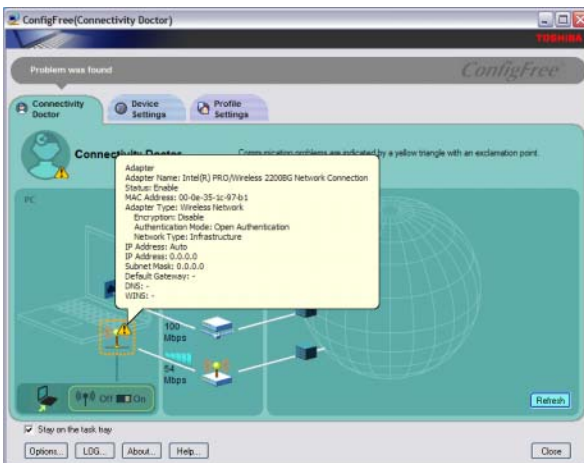 ConfigFree(Connectivity Doctor)
TOSHIBA
Problem was found
ConfigFree
Connectivity Doctor
Device Settings
Profile Settings
Connectivity Doctor
Communication problems are indicated by a yellow triangle with an exclamation point.
PC
Adapter
Adapter Name: Intel(R) PRO/Wireless 2200BG Network Connection
Status: Enable
MAC Address: 00-0e-35-1c-97-b1
Adapter Type: Wireless Network
Encryption: Disable
Authentication Mode: Open Authentication
Network Type: Infrastructure
IP Address: Auto
IP Address: 0.0.0.0
Subnet Mask: 0.0.0.0
Default Gateway: -
DNS: -
WINS: -
100
Mbps
54
Mbps
Off On
Refresh
Stay on the task tray
Options...
LOG...
About...
Help...
Close